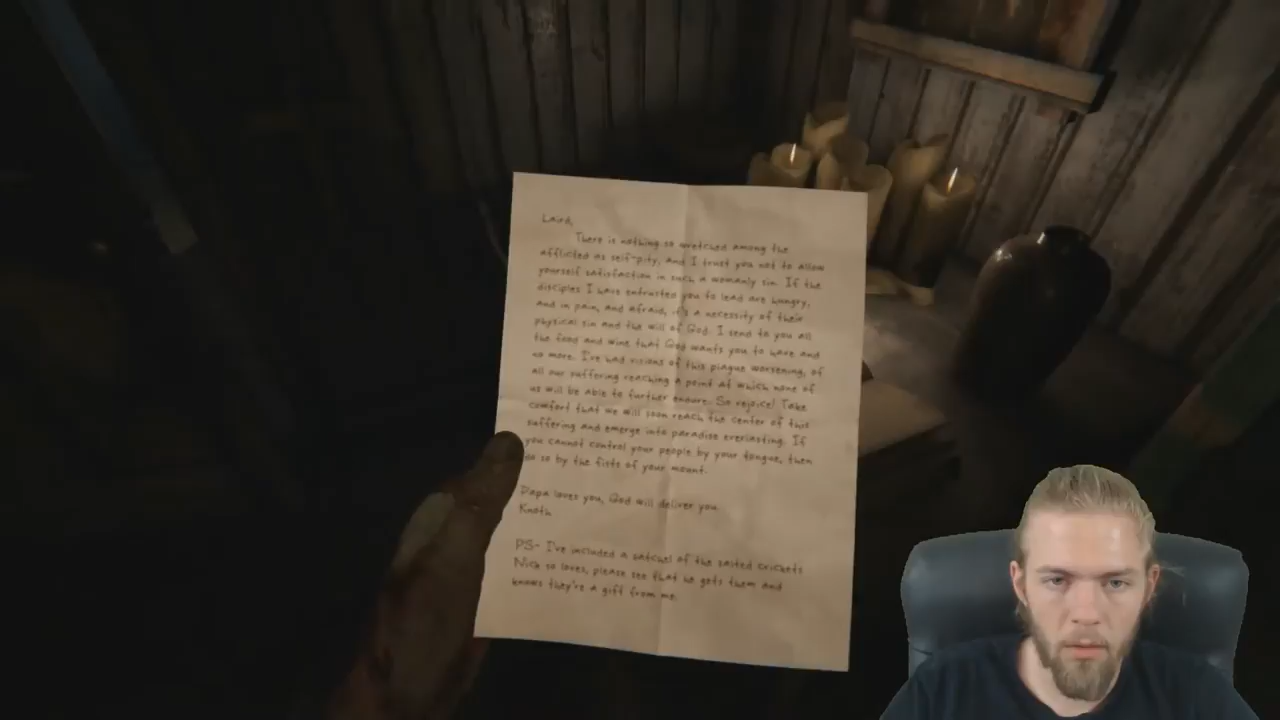 Laird,
There is nothing so wretched among the
afflicted as self-pity, and I trust you not to allow
yourself satisfaction in such a womanly sin. If the
disciples I have entrusted you to lead are hungry,
and in pain, and afraid, it's a necessity of their
physical sin and the will of God. I send to you all
the food and wine that God wants you to have and
no more. I've had visions of this plague worsening, of
all our suffering reaching a point at which none of
us will be able to further endure. So rejoice! Take
comfort that we will soon reach the center of this
suffering and emerge into paradise everlasting. If
you cannot control your people by your tongue, then
do so by the fists of your mount.
Papa loves you, God will deliver you
Knoth
PS- I've included a satchel of the salted crickets
Nick so loves, please see that he gets them and
knows they're a gift from me.